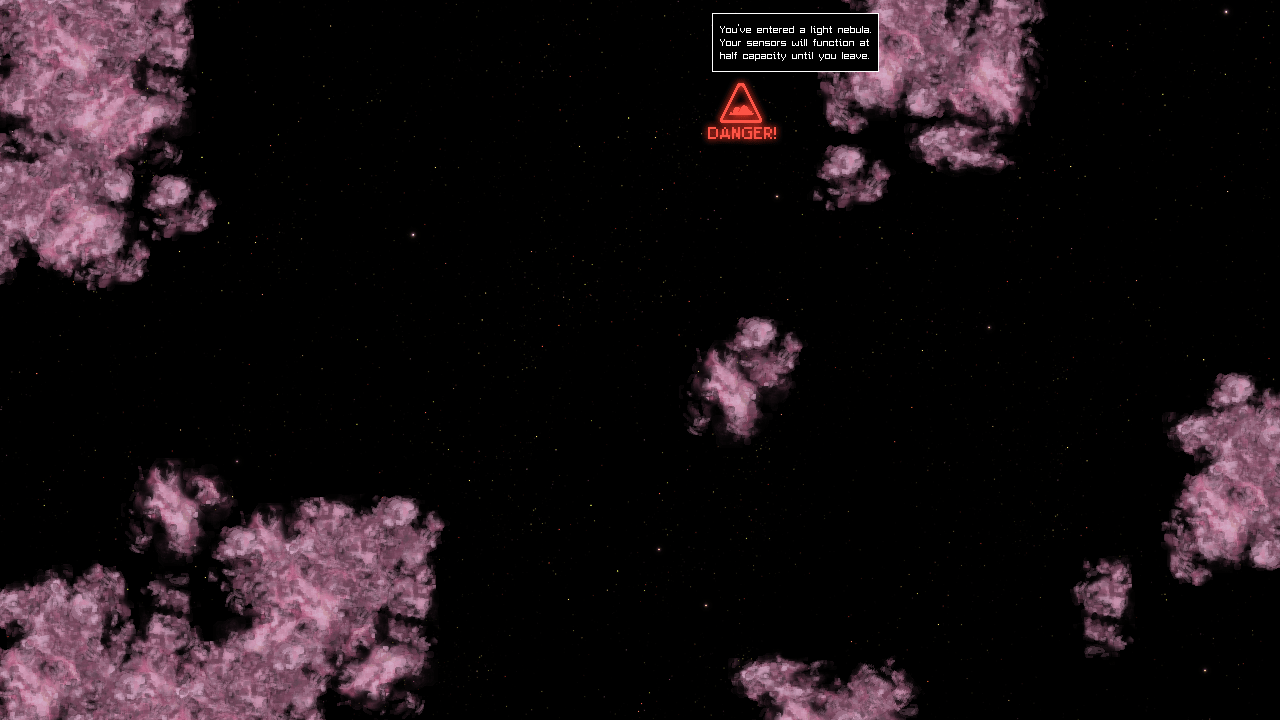 You've entered a light nebula.
Your sensors will function at
half capacity until you leave.
DANGER!